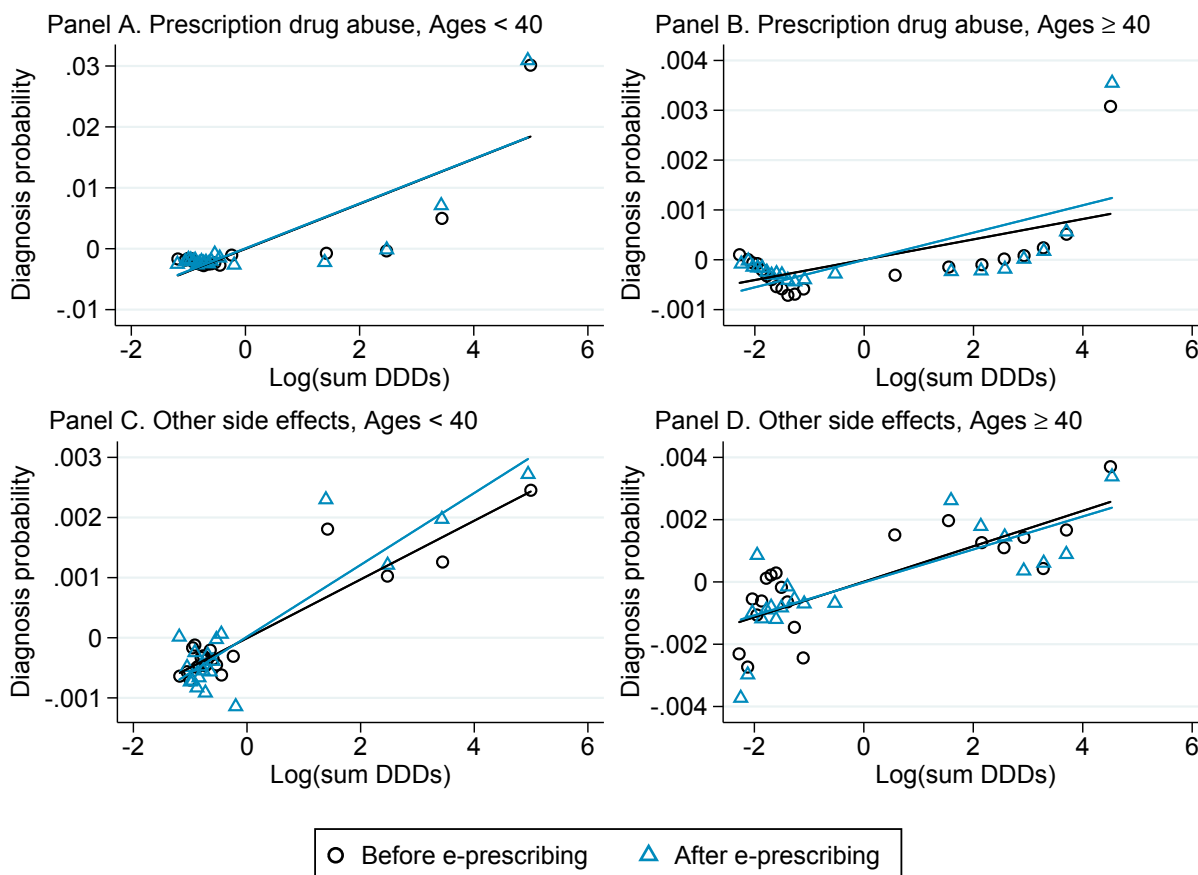 Panel A. Prescription drug abuse, Ages < 40
Diagnosis probability
.03
.02
.01
0
-.01
-2 0 2 4 6
Log(sum DDDs)
Panel B. Prescription drug abuse, Ages ≥ 40
Diagnosis probability
.004
.003
.002
.001
0
-.001
-2 0 2 4 6
Log(sum DDDs)
Panel C. Other side effects, Ages < 40
Diagnosis probability
.003
.002
.001
0
-.001
-2 0 2 4 6
Log(sum DDDs)
Panel D. Other side effects, Ages ≥ 40
Diagnosis probability
.004
.002
0
-.002
-.004
-2 0 2 4 6
Log(sum DDDs)
Before e-prescribing After e-prescribing